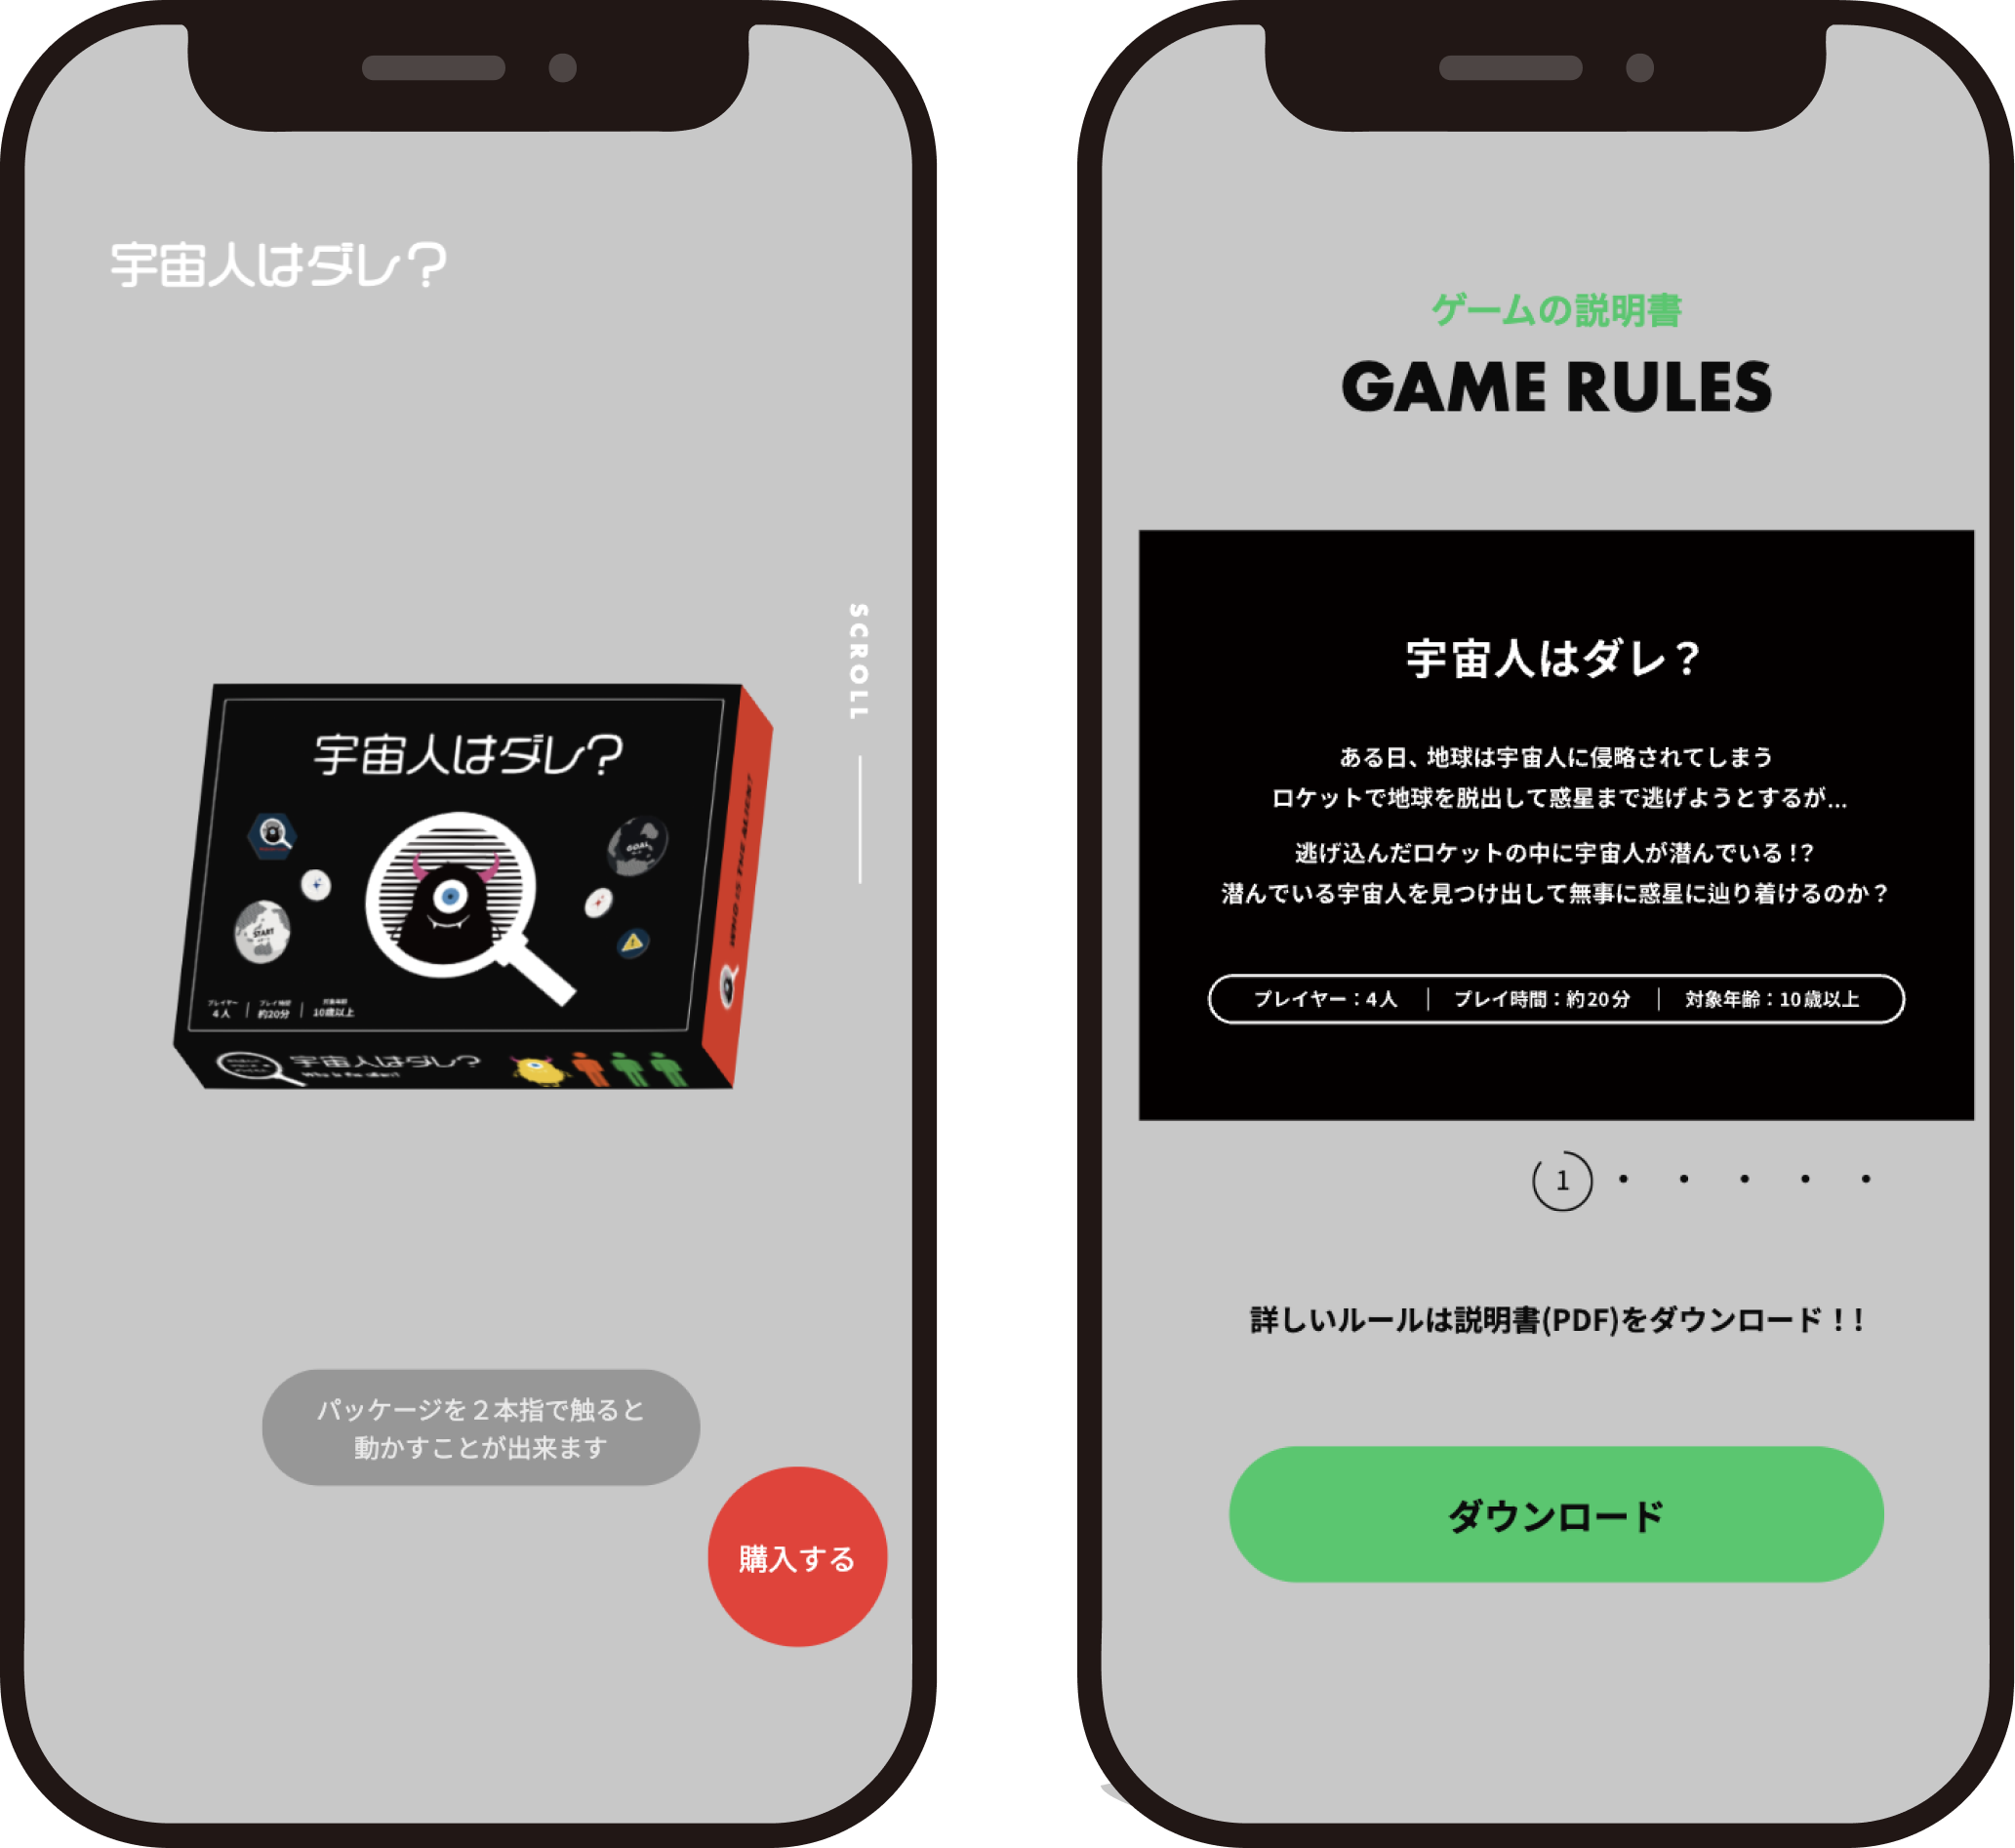 宇宙人はダレ？
SCROLL
宇宙人はダレ？
GOAL
START
プレイヤー
4人
プレイ時間
約20分
対象年齢
10歳以上
WHO IS THE ALIEN?
宇宙人はダレ？
Who is the alien?
パッケージを２本指で触ると
動かすことが出来ます
購入する
ゲームの説明書
GAME RULES
宇宙人はダレ？
ある日、地球は宇宙人に侵略されてしまう
ロケットで地球を脱出して惑星まで逃げようとするが...
逃げ込んだロケットの中に宇宙人が潜んでいる！？
潜んでいる宇宙人を見つけ出して無事に惑星に辿り着けるのか？
プレイヤー：4人 ｜ プレイ時間：約20分 ｜ 対象年齢：10歳以上
1
詳しいルールは説明書(PDF)をダウンロード！！
ダウンロード